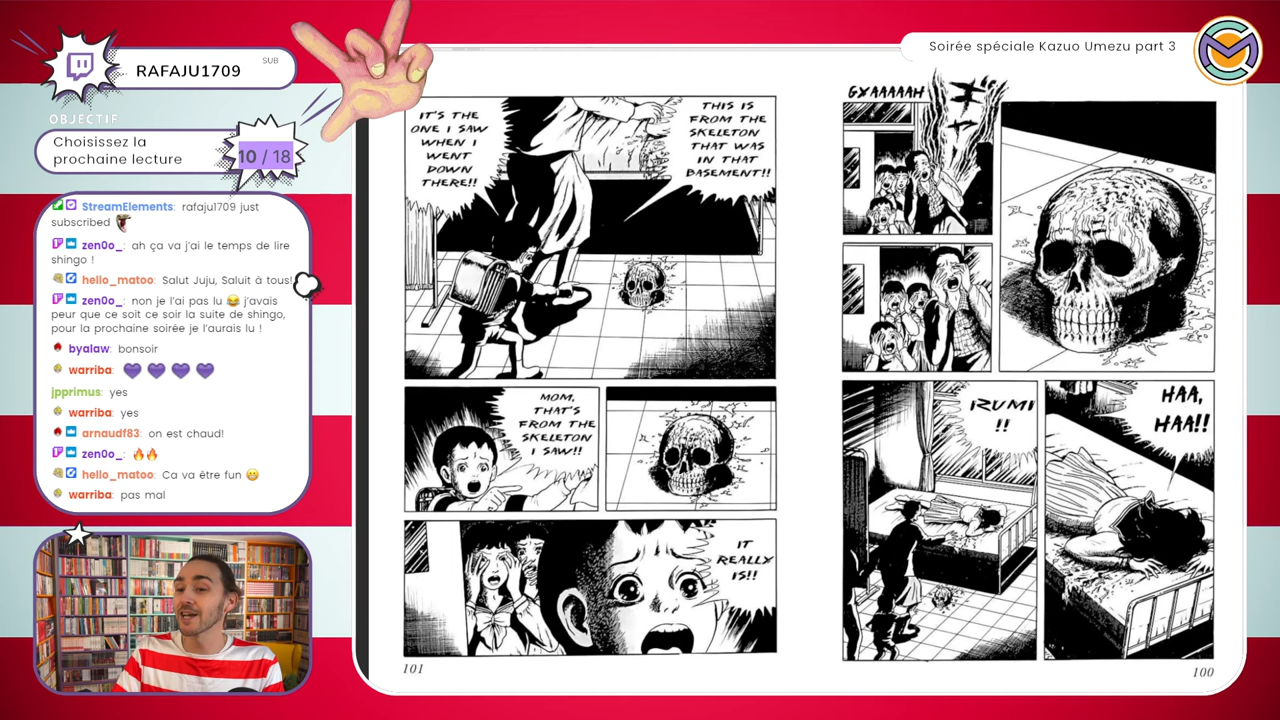 RAFAJU1709
SUB
OBJECTIF
Choisissez la
prochaine lecture
10 / 18
StreamElements: rafaju1709 just
subscribed
zen0o_: ah ça va j'ai le temps de lire
shingo !
hello_matoo: Salut Juju, Saluit à tous!
zen0o_: non je l'ai pas lu 😂 j'avais
peur que ce soit ce soir la suite de shingo,
pour la prochaine soirée je l'aurais lu !
byalaw: bonsoir
warriba: 💜 💜 💜 💜
jpprimus: yes
warriba: yes
arnaudf83: on est chaud!
zen0o_: 🔥🔥
hello_matoo: Ca va être fun 😁
warriba: pas mal
Soirée spéciale Kazuo Umezu part 3
GYAAAAAH
ギャ
IZUMI
!!
HAA,
HAA!!
100
THIS IS
FROM THE
SKELETON
THAT WAS
IN THAT
BASEMENT!!
IT'S THE
ONE I SAW
WHEN I
WENT
DOWN
THERE!!
MOM,
THAT'S
FROM THE
SKELETON
I SAW!!
IT
REALLY
IS!!
101